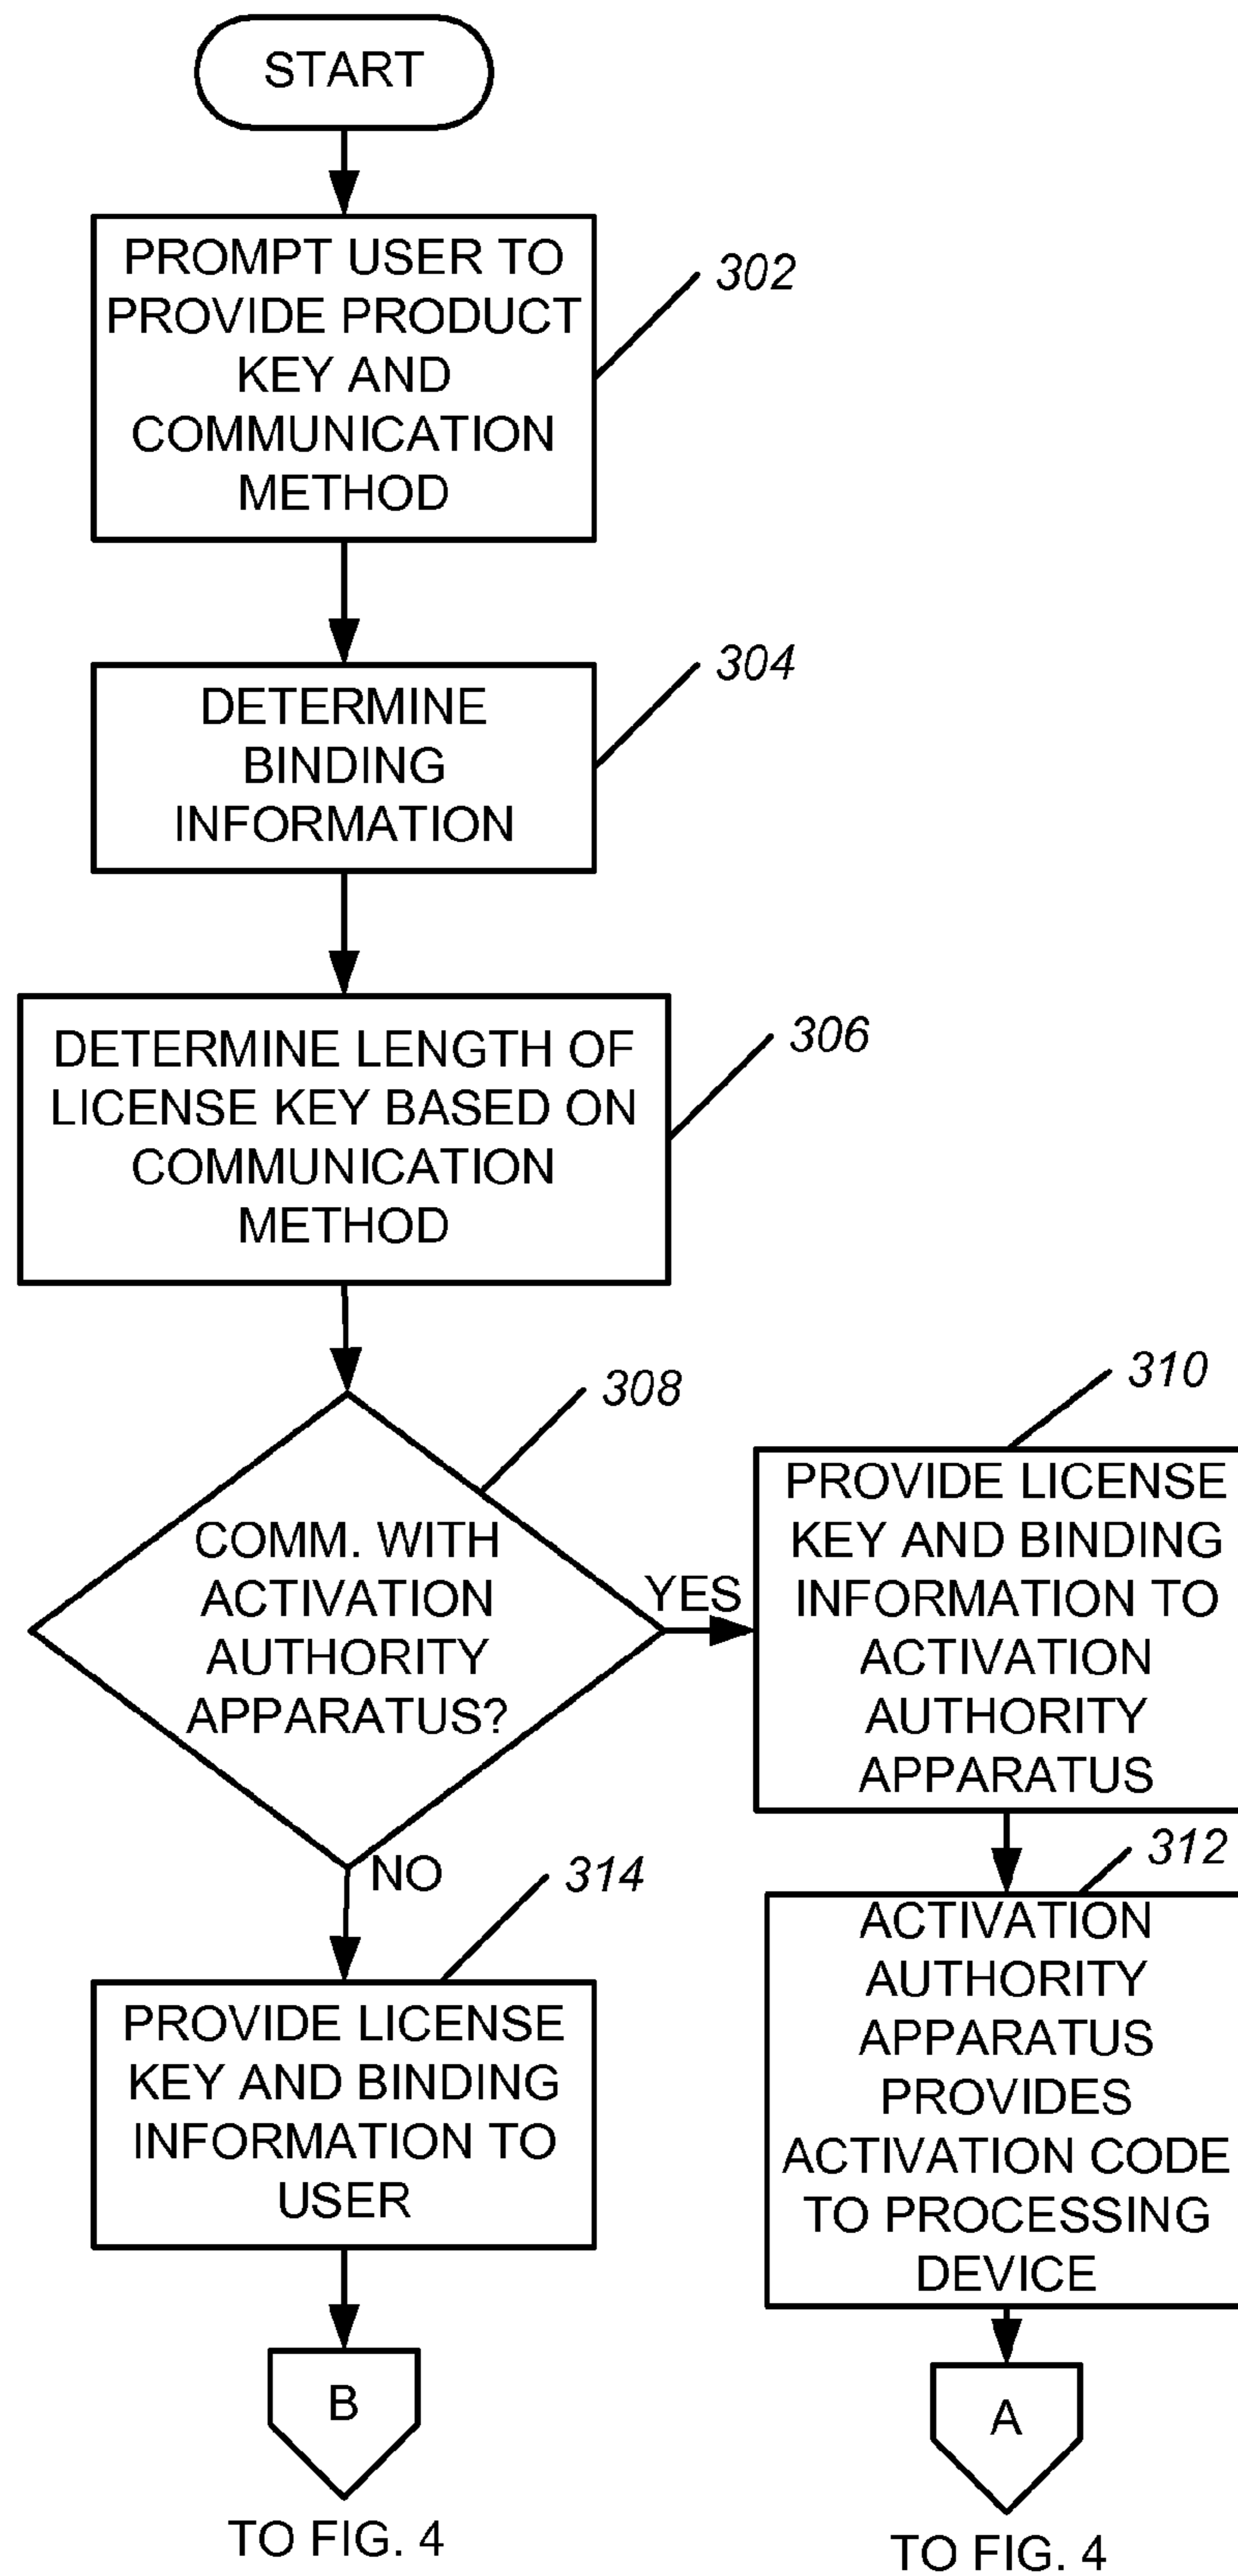 START
PROMPT USER TO
PROVIDE PRODUCT
KEY AND
COMMUNICATION
METHOD
302
DETERMINE
BINDING
INFORMATION
304
DETERMINE LENGTH OF
LICENSE KEY BASED ON
COMMUNICATION
METHOD
306
COMM. WITH
ACTIVATION
AUTHORITY
APPARATUS?
308
YES
PROVIDE LICENSE
KEY AND BINDING
INFORMATION TO
ACTIVATION
AUTHORITY
APPARATUS
310
ACTIVATION
AUTHORITY
APPARATUS
PROVIDES
ACTIVATION CODE
TO PROCESSING
DEVICE
312
A
TO FIG. 4
NO
PROVIDE LICENSE
KEY AND BINDING
INFORMATION TO
USER
314
B
TO FIG. 4